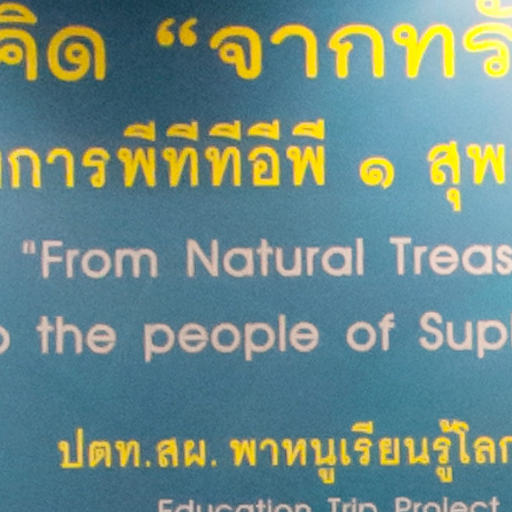 คิด “จากทรั
การพีทีทีอีพี ๑ สุพ
"From Natural Treas
o the people of Sup
ปตท.สผ. พาหนูเรียนรู้โลก
Education Trip Project